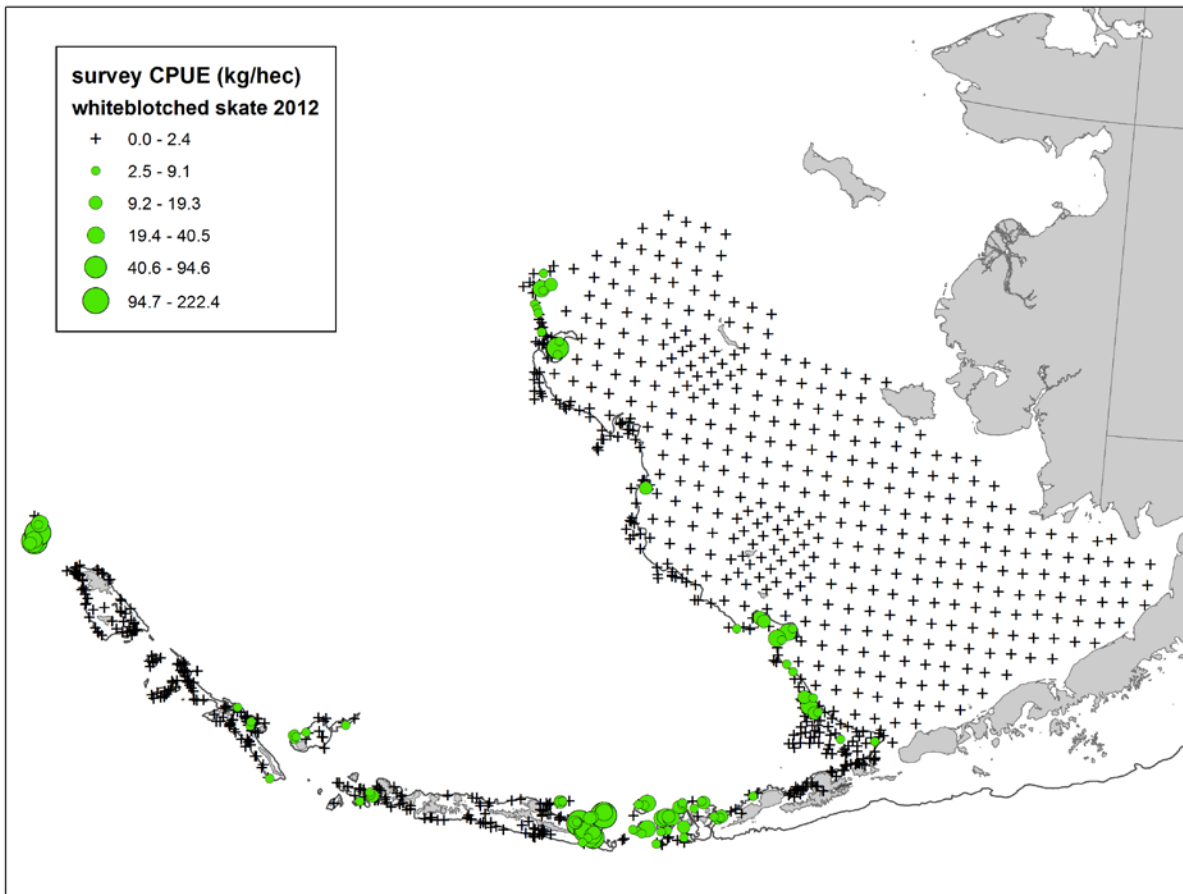 survey CPUE (kg/hec)
whiteblotched skate 2012
0.0 - 2.4
2.5 - 9.1
9.2 - 19.3
19.4 - 40.5
40.6 - 94.6
94.7 - 222.4